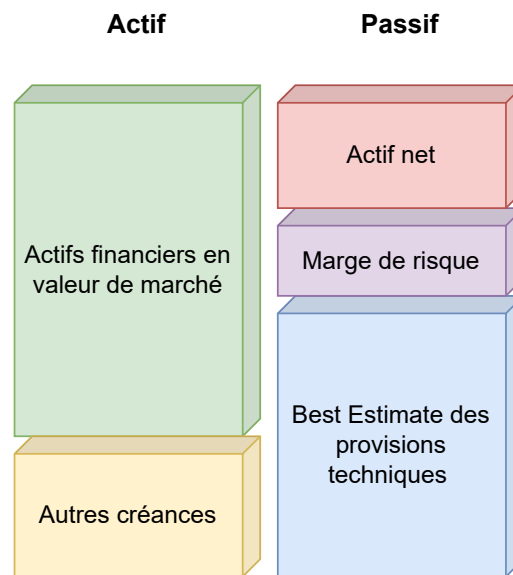 Actif
Passif
Actifs financiers en
valeur de marché
Autres créances
Actif net
Marge de risque
Best Estimate des
provisions
techniques